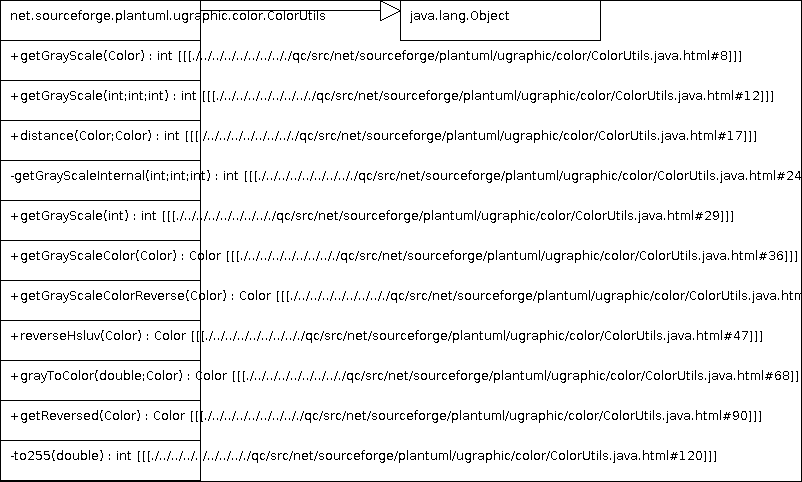 net.sourceforge.plantuml.ugraphic.color.ColorUtils
java.lang.Object
+getGrayScale(Color) : int [[[./../../../../../../../../qc/src/net/sourceforge/plantuml/ugraphic/color/ColorUtils.java.html#8]]]
+getGrayScale(int;int;int) : int [[[./../../../../../../../../qc/src/net/sourceforge/plantuml/ugraphic/color/ColorUtils.java.html#12]]]
+distance(Color;Color) : int [[[./../../../../../../../../qc/src/net/sourceforge/plantuml/ugraphic/color/ColorUtils.java.html#17]]]
-getGrayScaleInternal(int;int;int) : int [[[./../../../../../../../../qc/src/net/sourceforge/plantuml/ugraphic/color/ColorUtils.java.html#24
+getGrayScale(int) : int [[[./../../../../../../../../qc/src/net/sourceforge/plantuml/ugraphic/color/ColorUtils.java.html#29]]]
+getGrayScaleColor(Color) : Color [[[./../../../../../../../../qc/src/net/sourceforge/plantuml/ugraphic/color/ColorUtils.java.html#36]]]
+getGrayScaleColorReverse(Color) : Color [[[./../../../../../../../../qc/src/net/sourceforge/plantuml/ugraphic/color/ColorUtils.java.htm
+reverseHsluv(Color) : Color [[[./../../../../../../../../qc/src/net/sourceforge/plantuml/ugraphic/color/ColorUtils.java.html#47]]]
+grayToColor(double;Color) : Color [[[./../../../../../../../../qc/src/net/sourceforge/plantuml/ugraphic/color/ColorUtils.java.html#68]]]
+getReversed(Color) : Color [[[./../../../../../../../../qc/src/net/sourceforge/plantuml/ugraphic/color/ColorUtils.java.html#90]]]
-to255(double) : int [[[./../../../../../../../../qc/src/net/sourceforge/plantuml/ugraphic/color/ColorUtils.java.html#120]]]